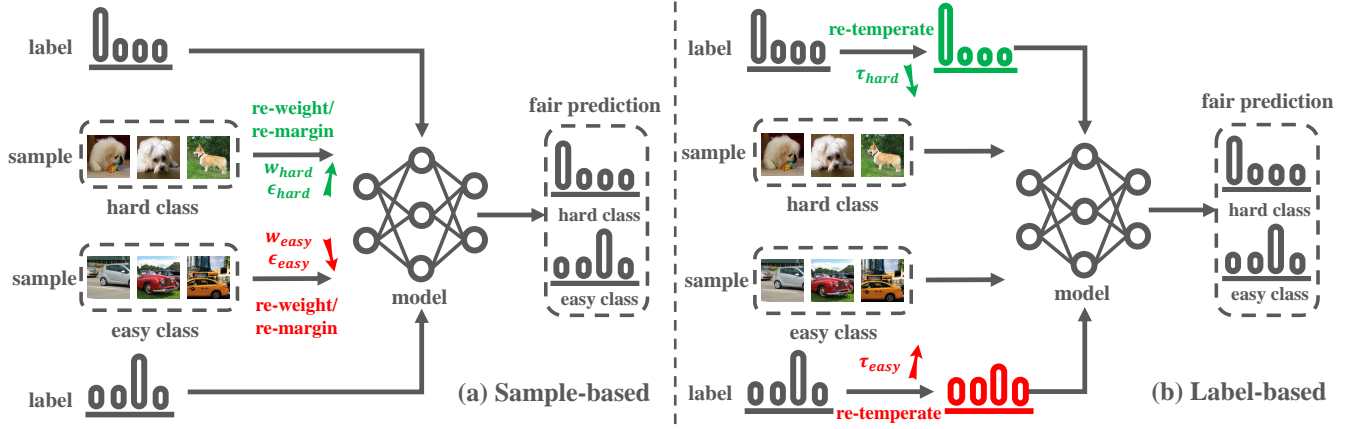 label
sample
hard class
re-weight/
re-margin
w_hard
ϵ_hard
w_easy
ϵ_easy
re-weight/
re-margin
sample
easy class
label
model
fair prediction
hard class
easy class
(a) Sample-based
label
re-temperate
τ_hard
sample
hard class
sample
easy class
label
τ_easy
re-temperate
model
fair prediction
hard class
easy class
(b) Label-based